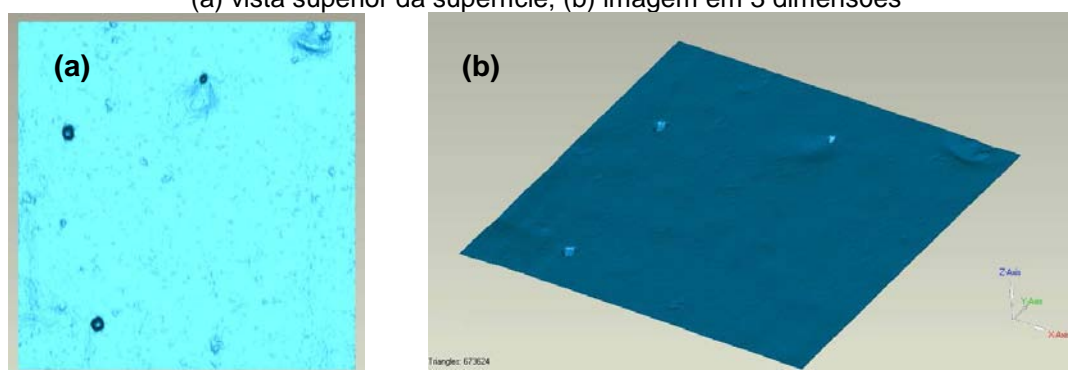 (a) vista superior da superfície, (b) imagem em 3 dimensões
(a)
(b)
Z Axis
Y Axis
X Axis
Triangles: 673624